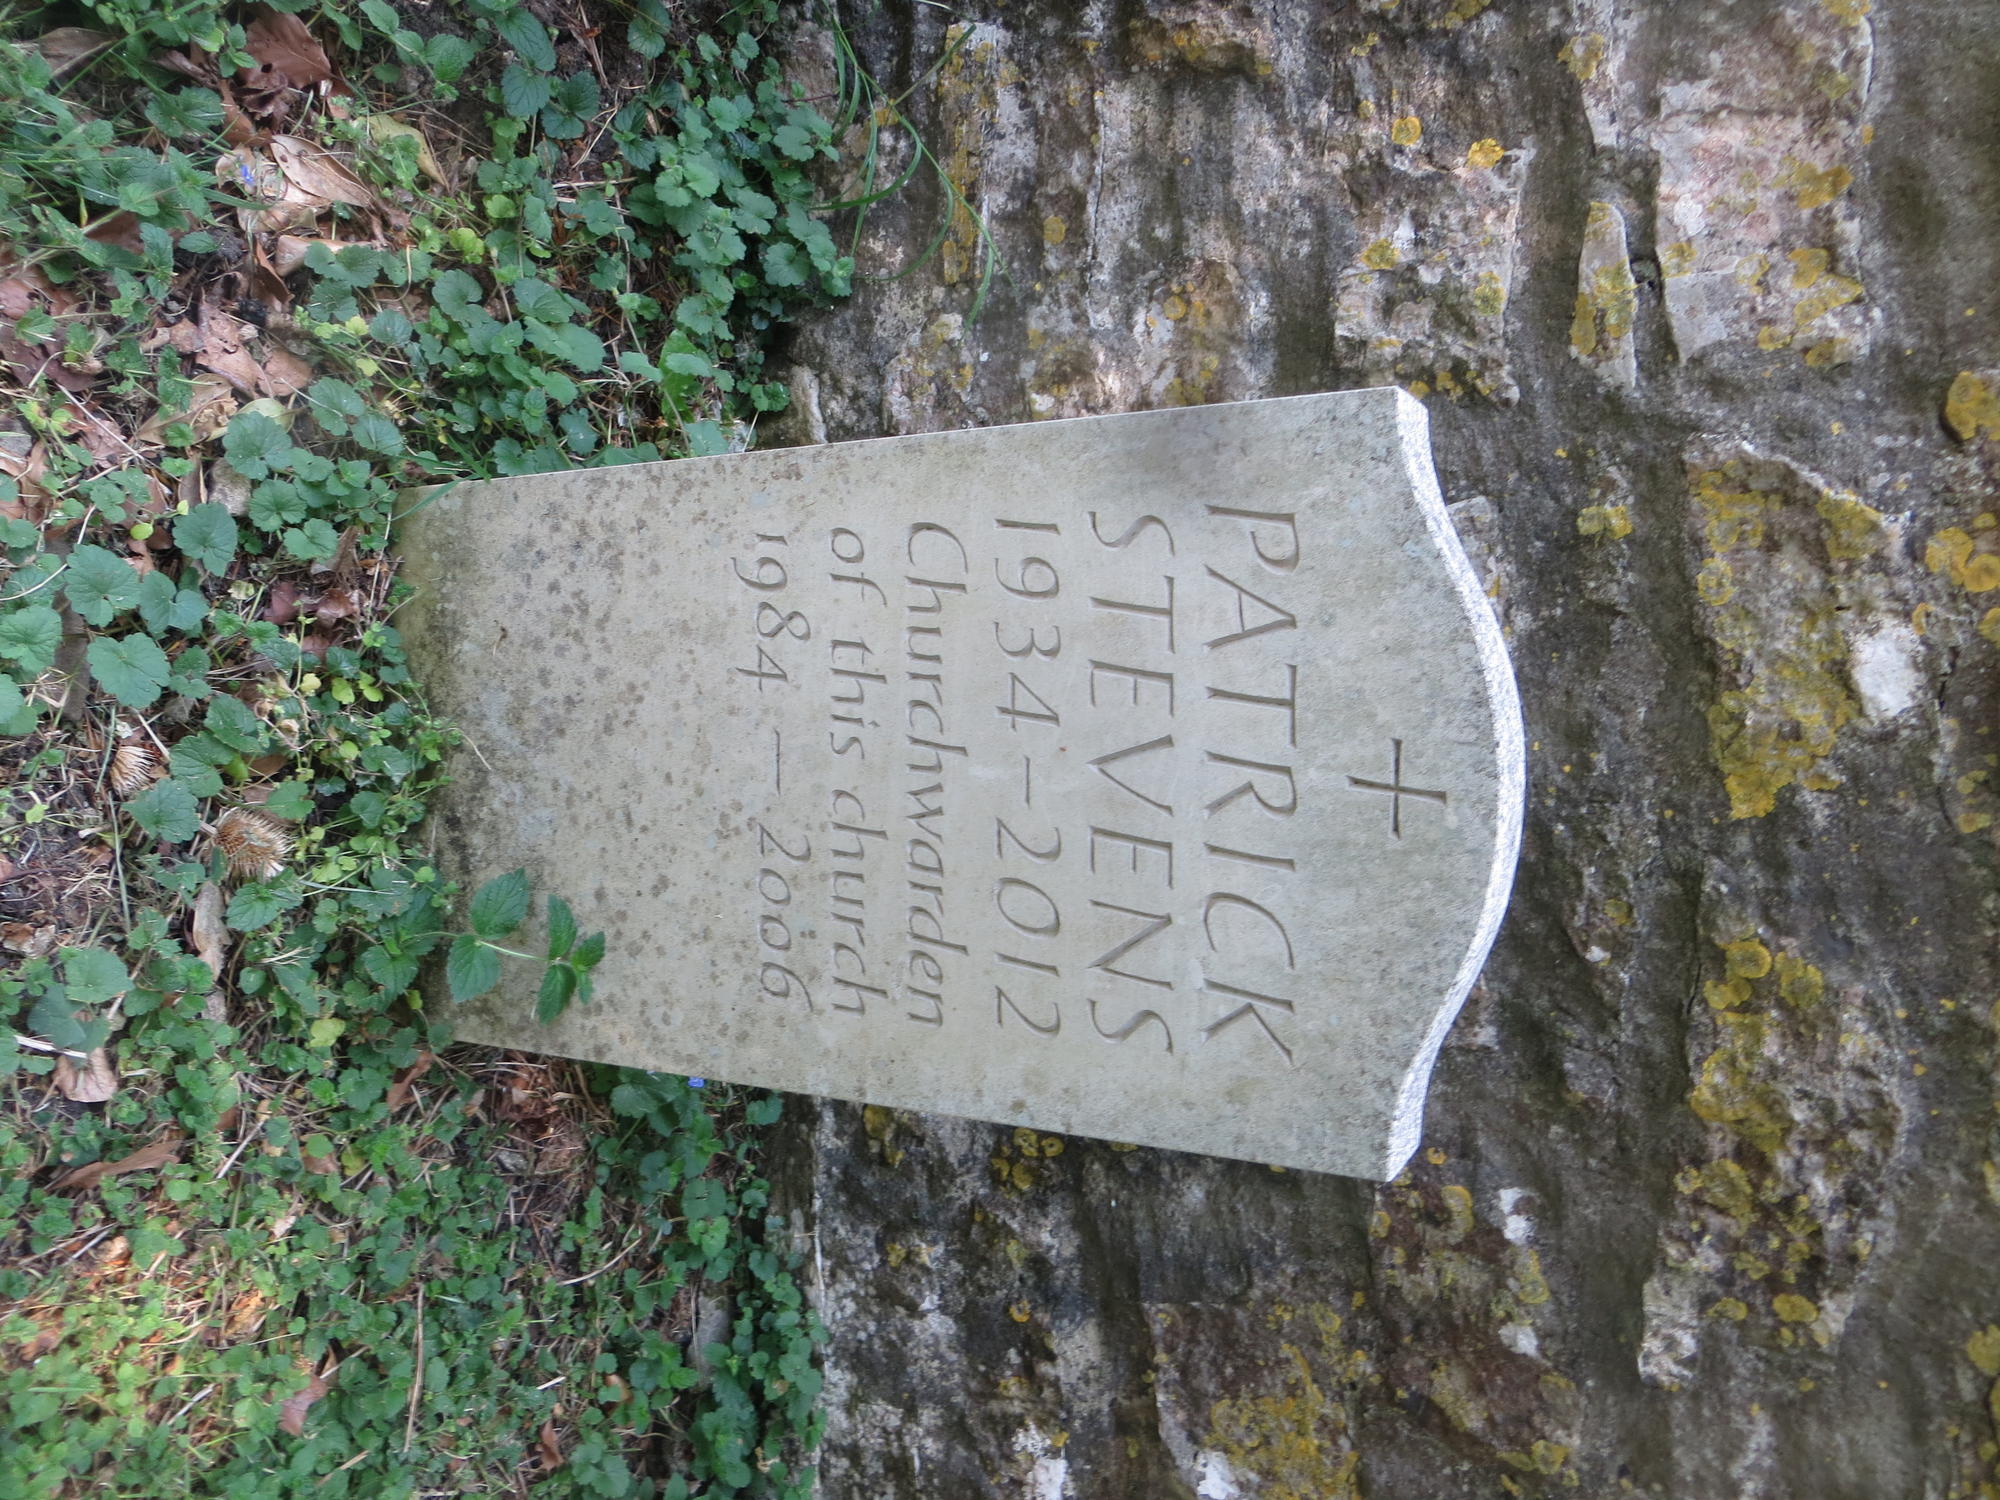 PATRICK
STEVENS
1934 – 2012
Churchwarden
of this church
1984 – 2006